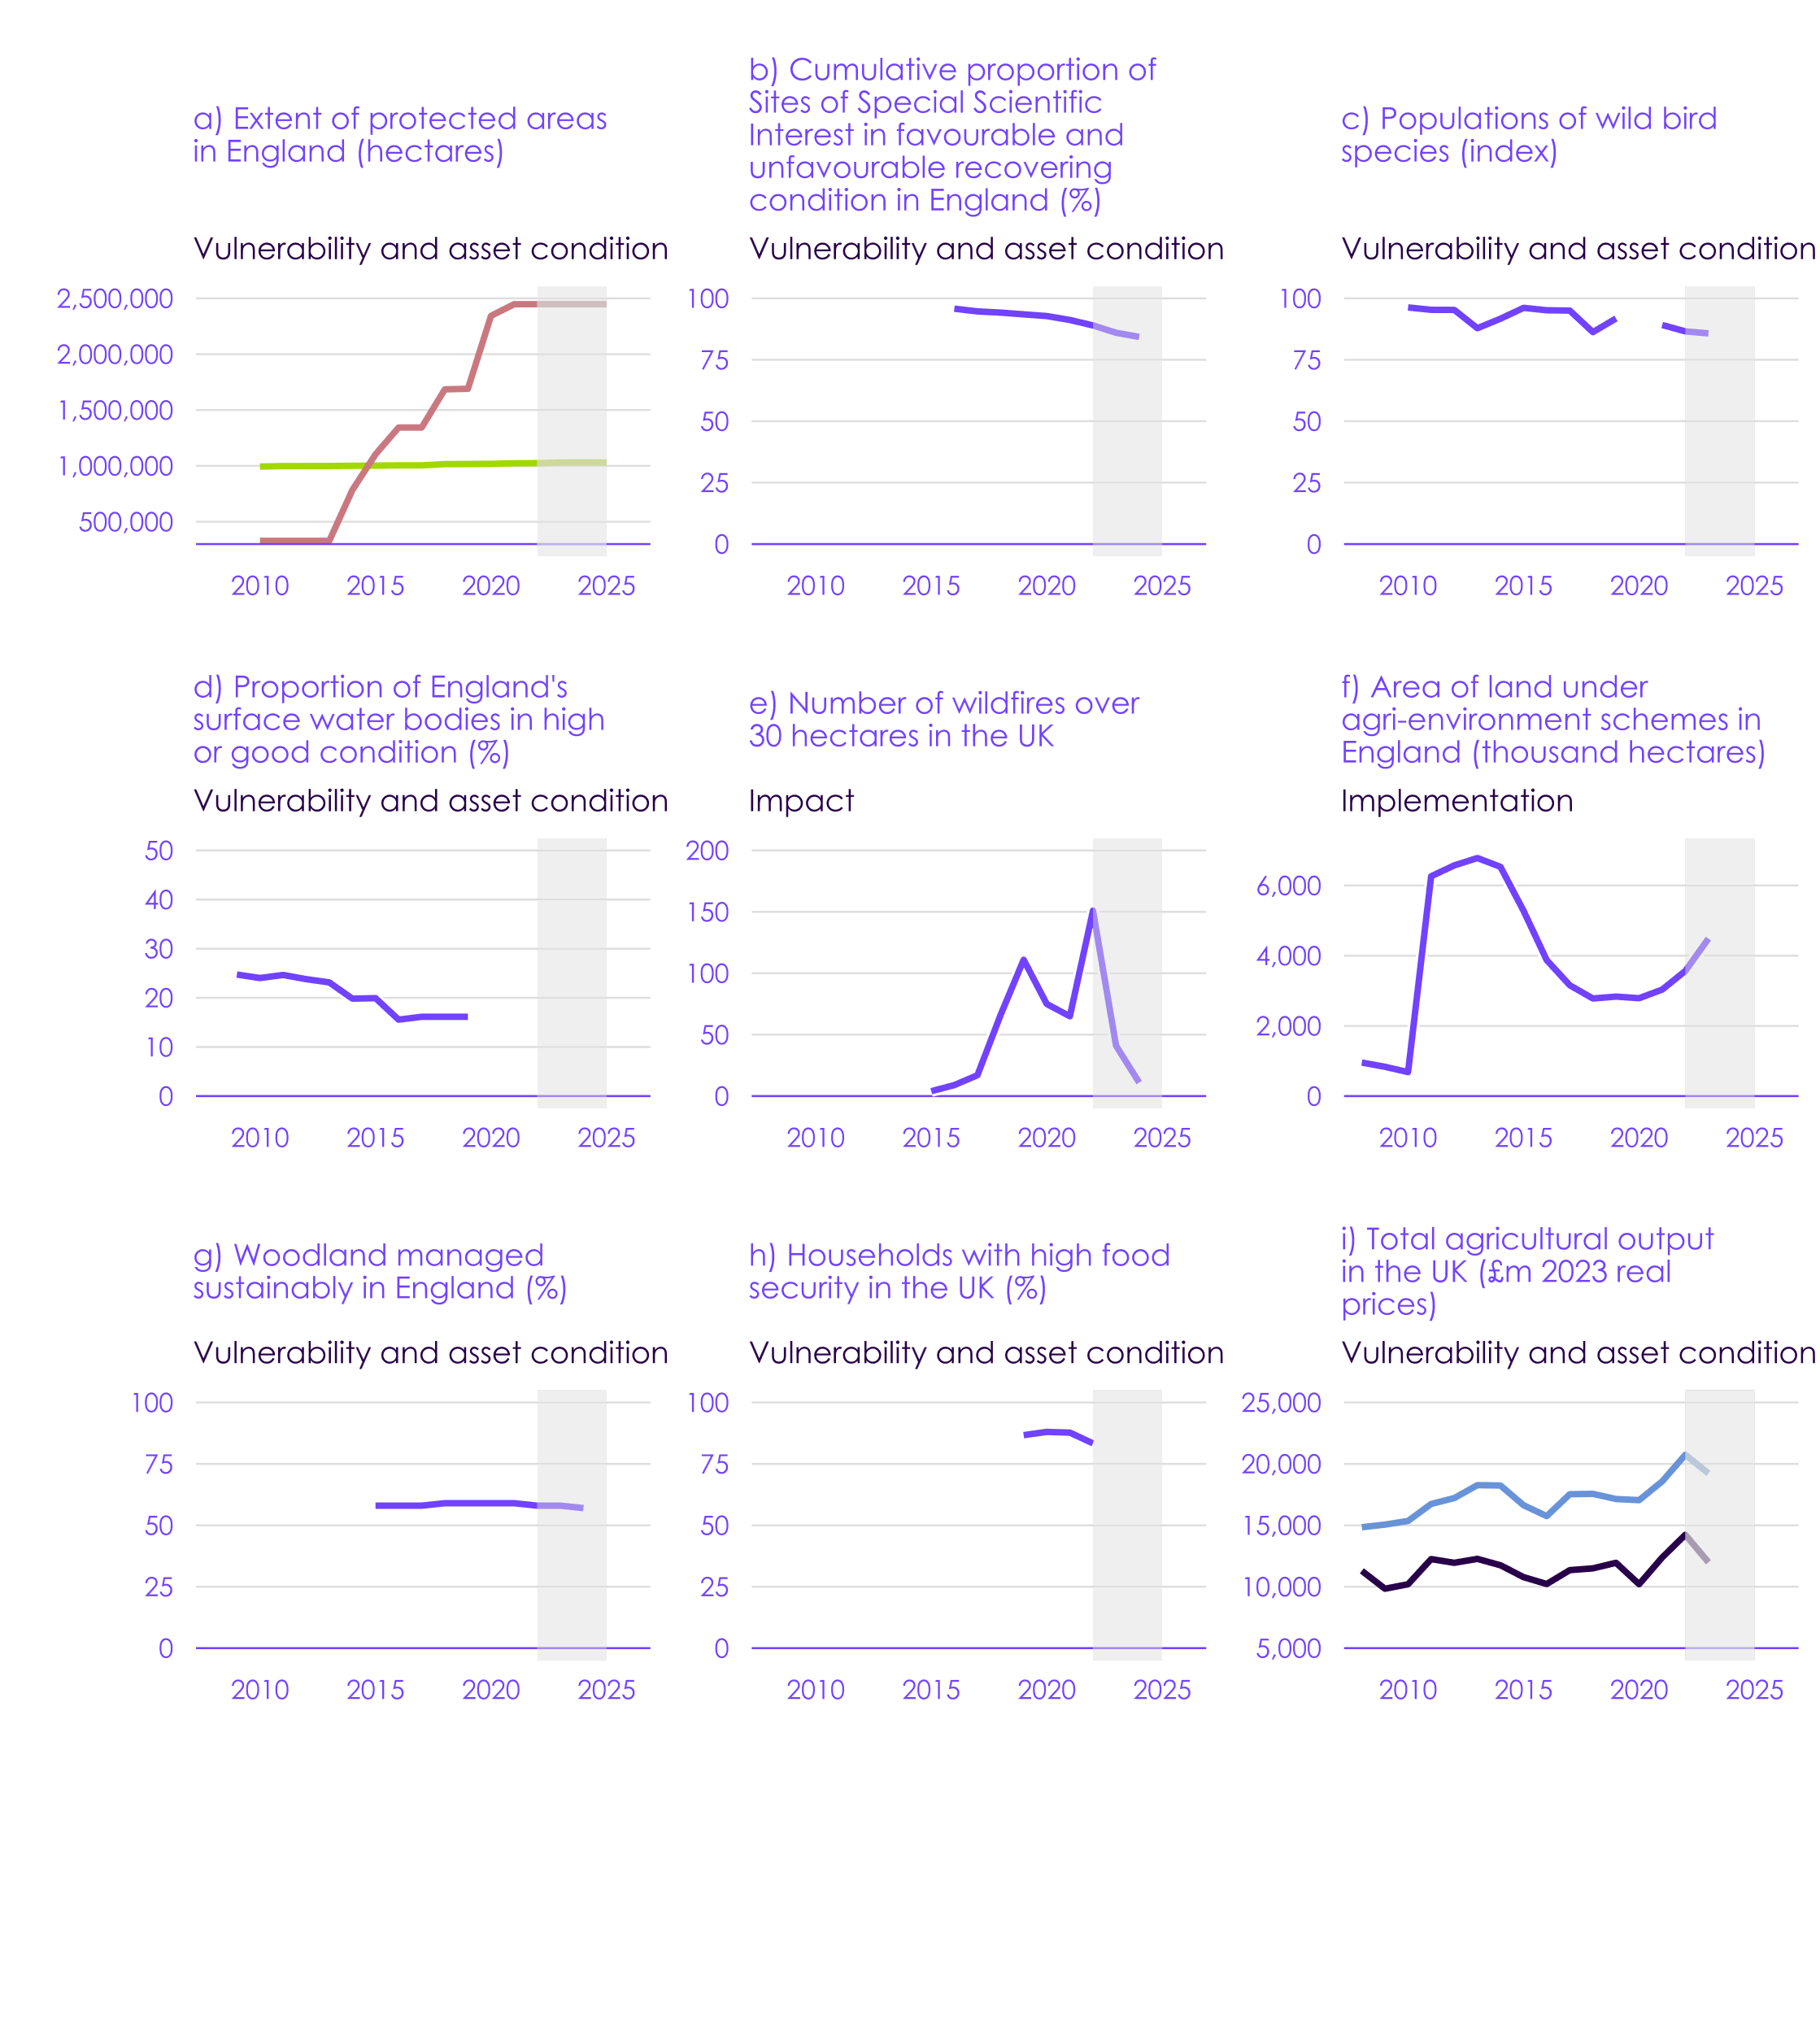 a) Extent of protected areas
in England (hectares)
Vulnerability and asset condition
2,500,000
2,000,000
1,500,000
1,000,000
500,000
2010 2015 2020 2025
b) Cumulative proportion of
Sites of Special Scientific
Interest in favourable and
unfavourable recovering
condition in England (%)
Vulnerability and asset condition
100
75
50
25
0
2010 2015 2020 2025
c) Populations of wild bird
species (index)
Vulnerability and asset condition
100
75
50
25
0
2010 2015 2020 2025
d) Proportion of England's
surface water bodies in high
or good condition (%)
Vulnerability and asset condition
50
40
30
20
10
0
2010 2015 2020 2025
e) Number of wildfires over
30 hectares in the UK
Impact
200
150
100
50
0
2010 2015 2020 2025
f) Area of land under
agri-environment schemes in
England (thousand hectares)
Implementation
6,000
4,000
2,000
0
2010 2015 2020 2025
g) Woodland managed
sustainably in England (%)
Vulnerability and asset condition
100
75
50
25
0
2010 2015 2020 2025
h) Households with high food
security in the UK (%)
Vulnerability and asset condition
100
75
50
25
0
2010 2015 2020 2025
i) Total agricultural output
in the UK (£m 2023 real
prices)
Vulnerability and asset condition
25,000
20,000
15,000
10,000
5,000
2010 2015 2020 2025